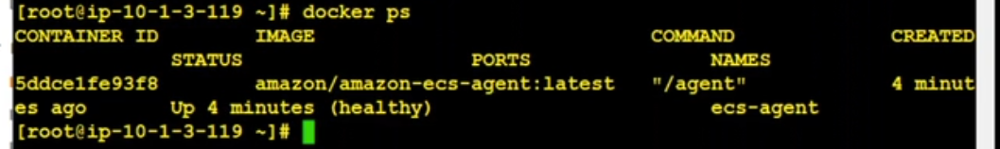 [root@ip-10-1-3-119 ~]# docker ps
CONTAINER ID IMAGE COMMAND CREATED
STATUS PORTS NAMES
5ddce1fe93f8 amazon/amazon-ecs-agent:latest "/agent" 4 minut
es ago Up 4 minutes (healthy) ecs-agent
[root@ip-10-1-3-119 ~]#